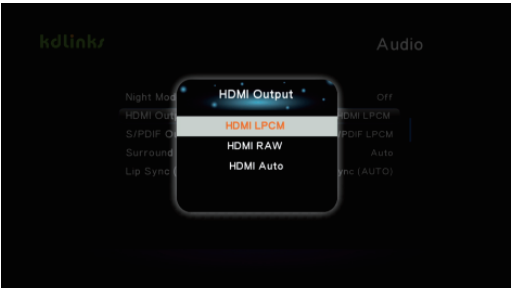 kdlinks
Audio
HDMI Output
Night Mod Off
HDMI Out HDMI LPCM
HDMI LPCM
S/PDIF O /PDIF LPCM
HDMI RAW
Surround Auto
HDMI Auto
Lip Sync ( ync (AUTO)